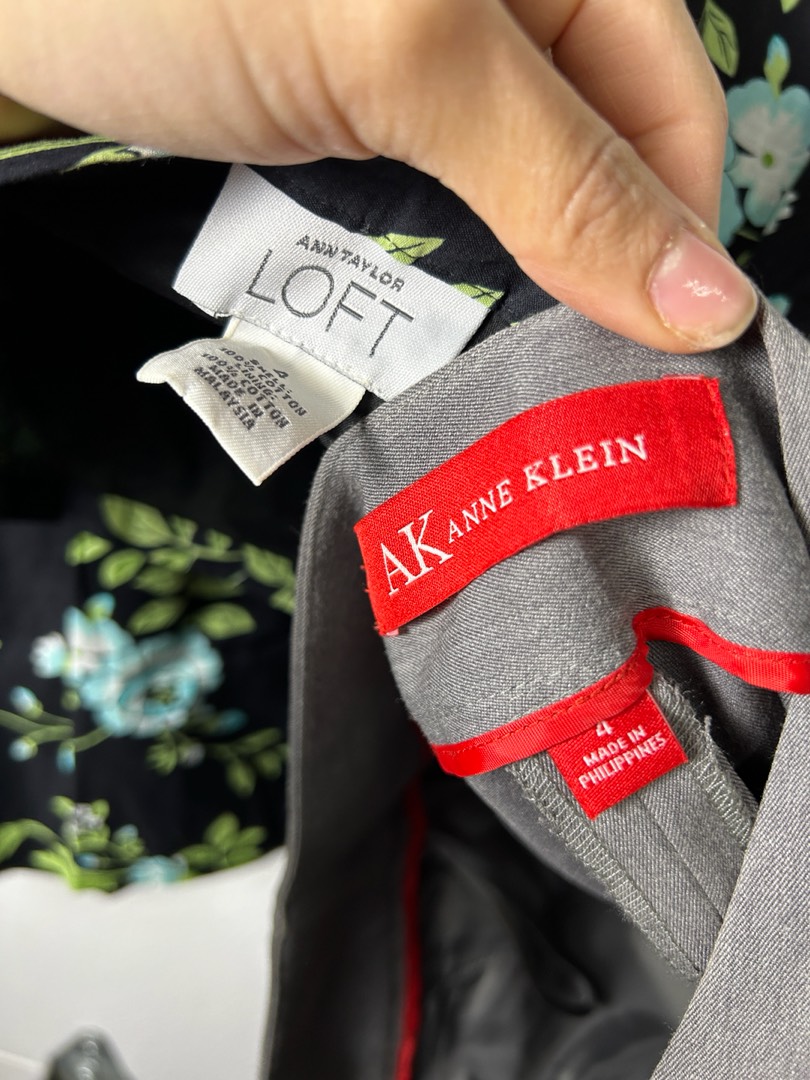 ANN TAYLOR
LOFT
100% COTTON
MADE IN
MALAYSIA
AK ANNE KLEIN
4
MADE IN
PHILIPPINES